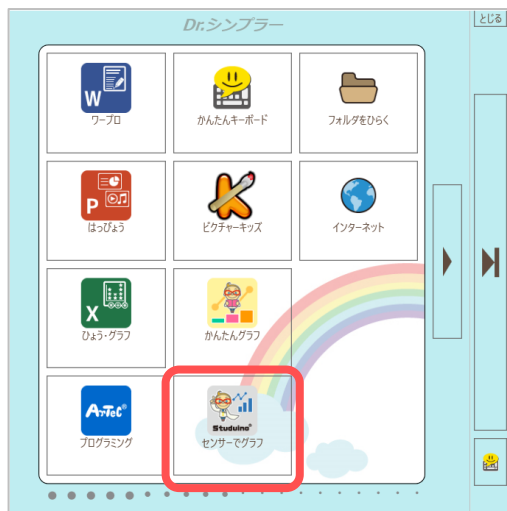 Dr.シンプラー
とじる
W
ワープロ
かんたんキーボード
フォルダをひらく
P
はっぴょう
K
ピクチャーキッズ
インターネット
X
ひょう・グラフ
かんたんグラフ
ArTeC®
プログラミング
Studuino®
センサーでグラフ